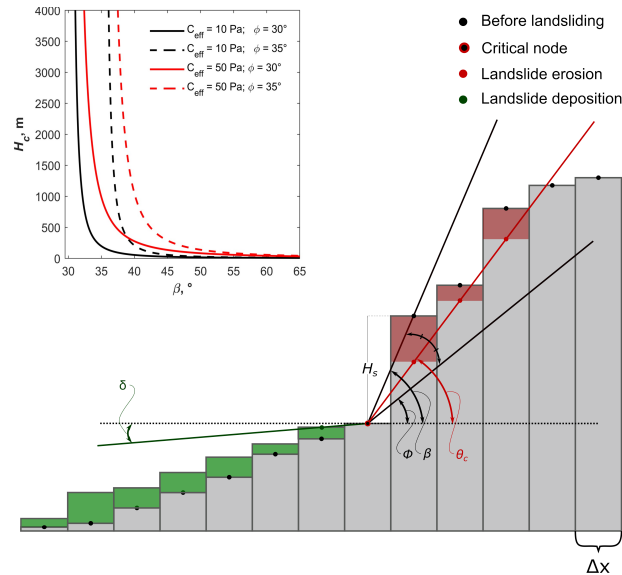 4000
3500
3000
2500
2000
1500
1000
500
0
H_c, m
30 35 40 45 50 55 60 65
β, °
C_eff = 10 Pa; ϕ = 30°
C_eff = 10 Pa; ϕ = 35°
C_eff = 50 Pa; ϕ = 30°
C_eff = 50 Pa; ϕ = 35°
Before landsliding
Critical node
Landslide erosion
Landslide deposition
H_s
δ
Φ β θ_c
Δx